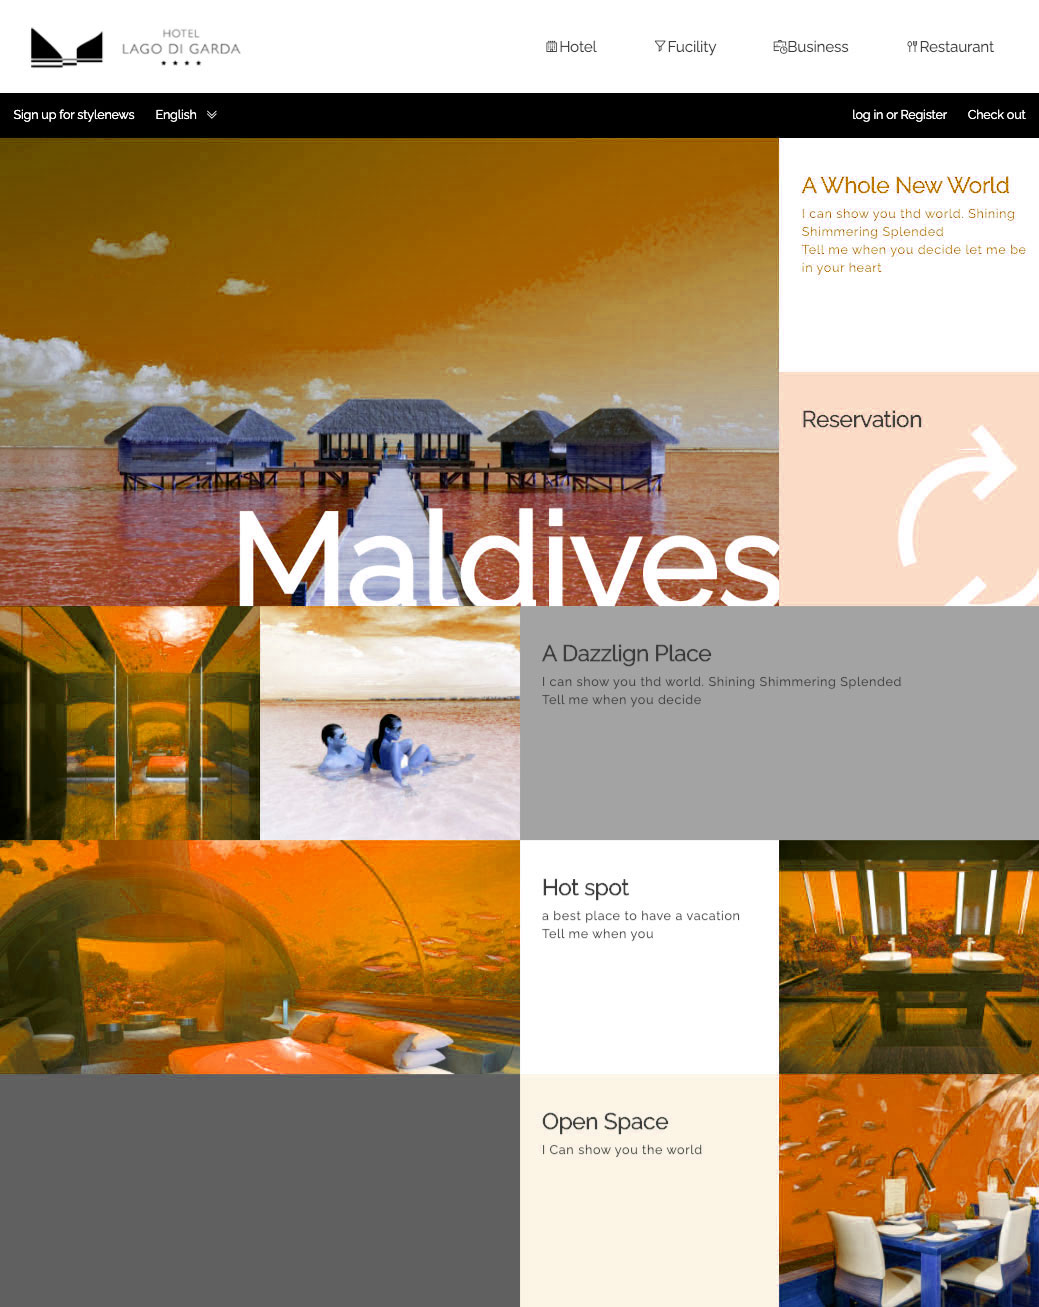 HOTEL
LAGO DI GARDA
Hotel
Fucility
Business
Restaurant
Sign up for stylenews
English
log in or Register
Check out
A Whole New World
I can show you thd world. Shining
Shimmering Splended
Tell me when you decide let me be
in your heart
Reservation
Maldives
A Dazzlign Place
I can show you thd world. Shining Shimmering Splended
Tell me when you decide
Hot spot
a best place to have a vacation
Tell me when you
Open Space
I Can show you the world